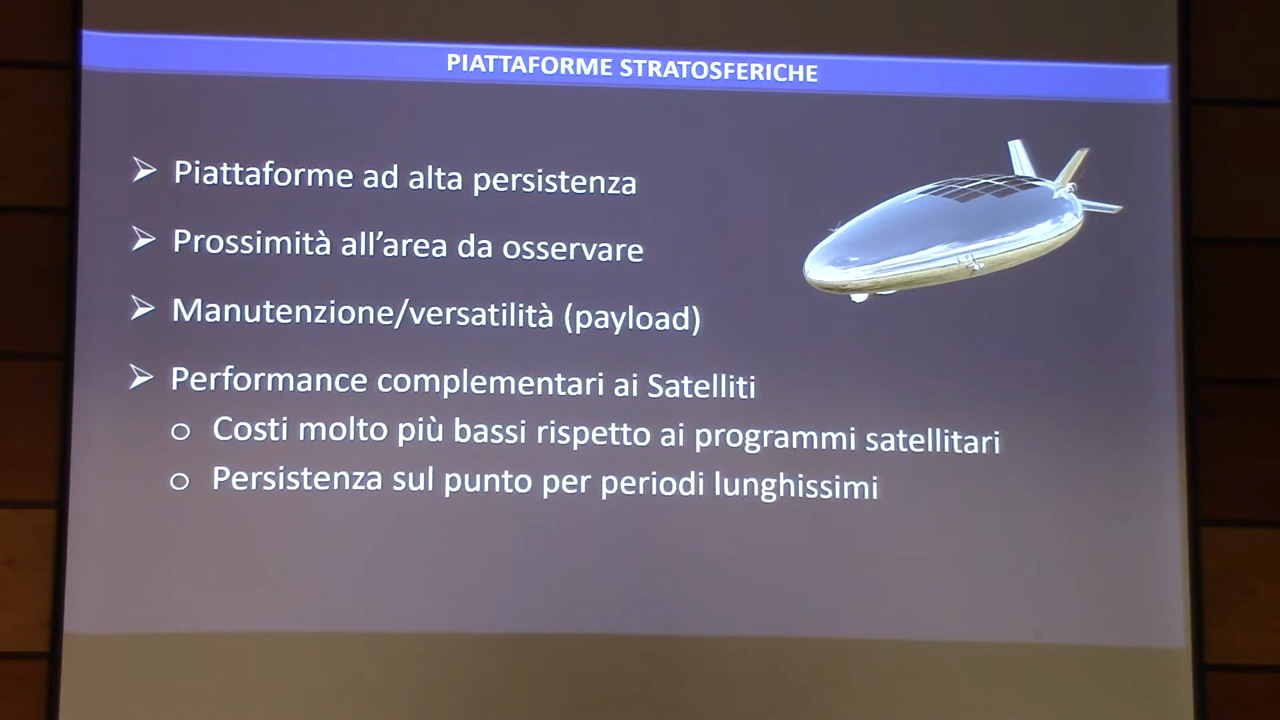 PIATTAFORME STRATOSFERICHE
➢ Piattaforme ad alta persistenza
➢ Prossimità all'area da osservare
➢ Manutenzione/versatilità (payload)
➢ Performance complementari ai Satelliti
o Costi molto più bassi rispetto ai programmi satellitari
o Persistenza sul punto per periodi lunghissimi